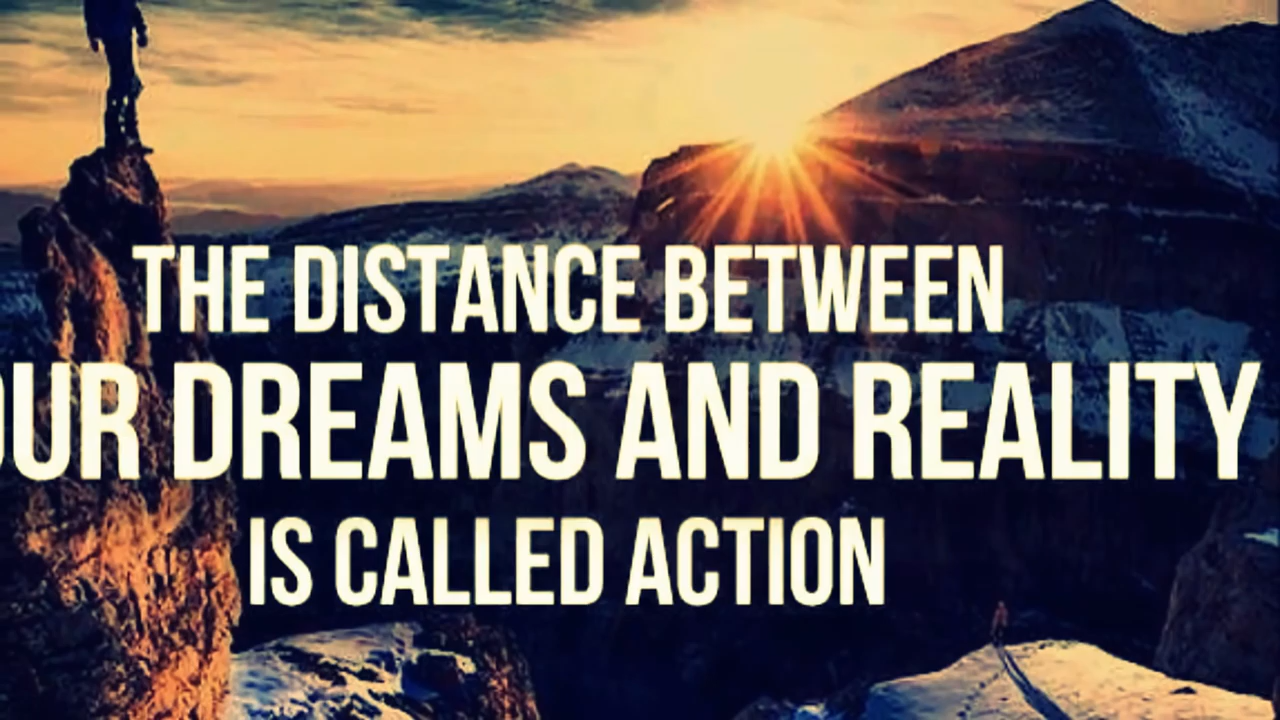 THE DISTANCE BETWEEN
OUR DREAMS AND REALITY
IS CALLED ACTION